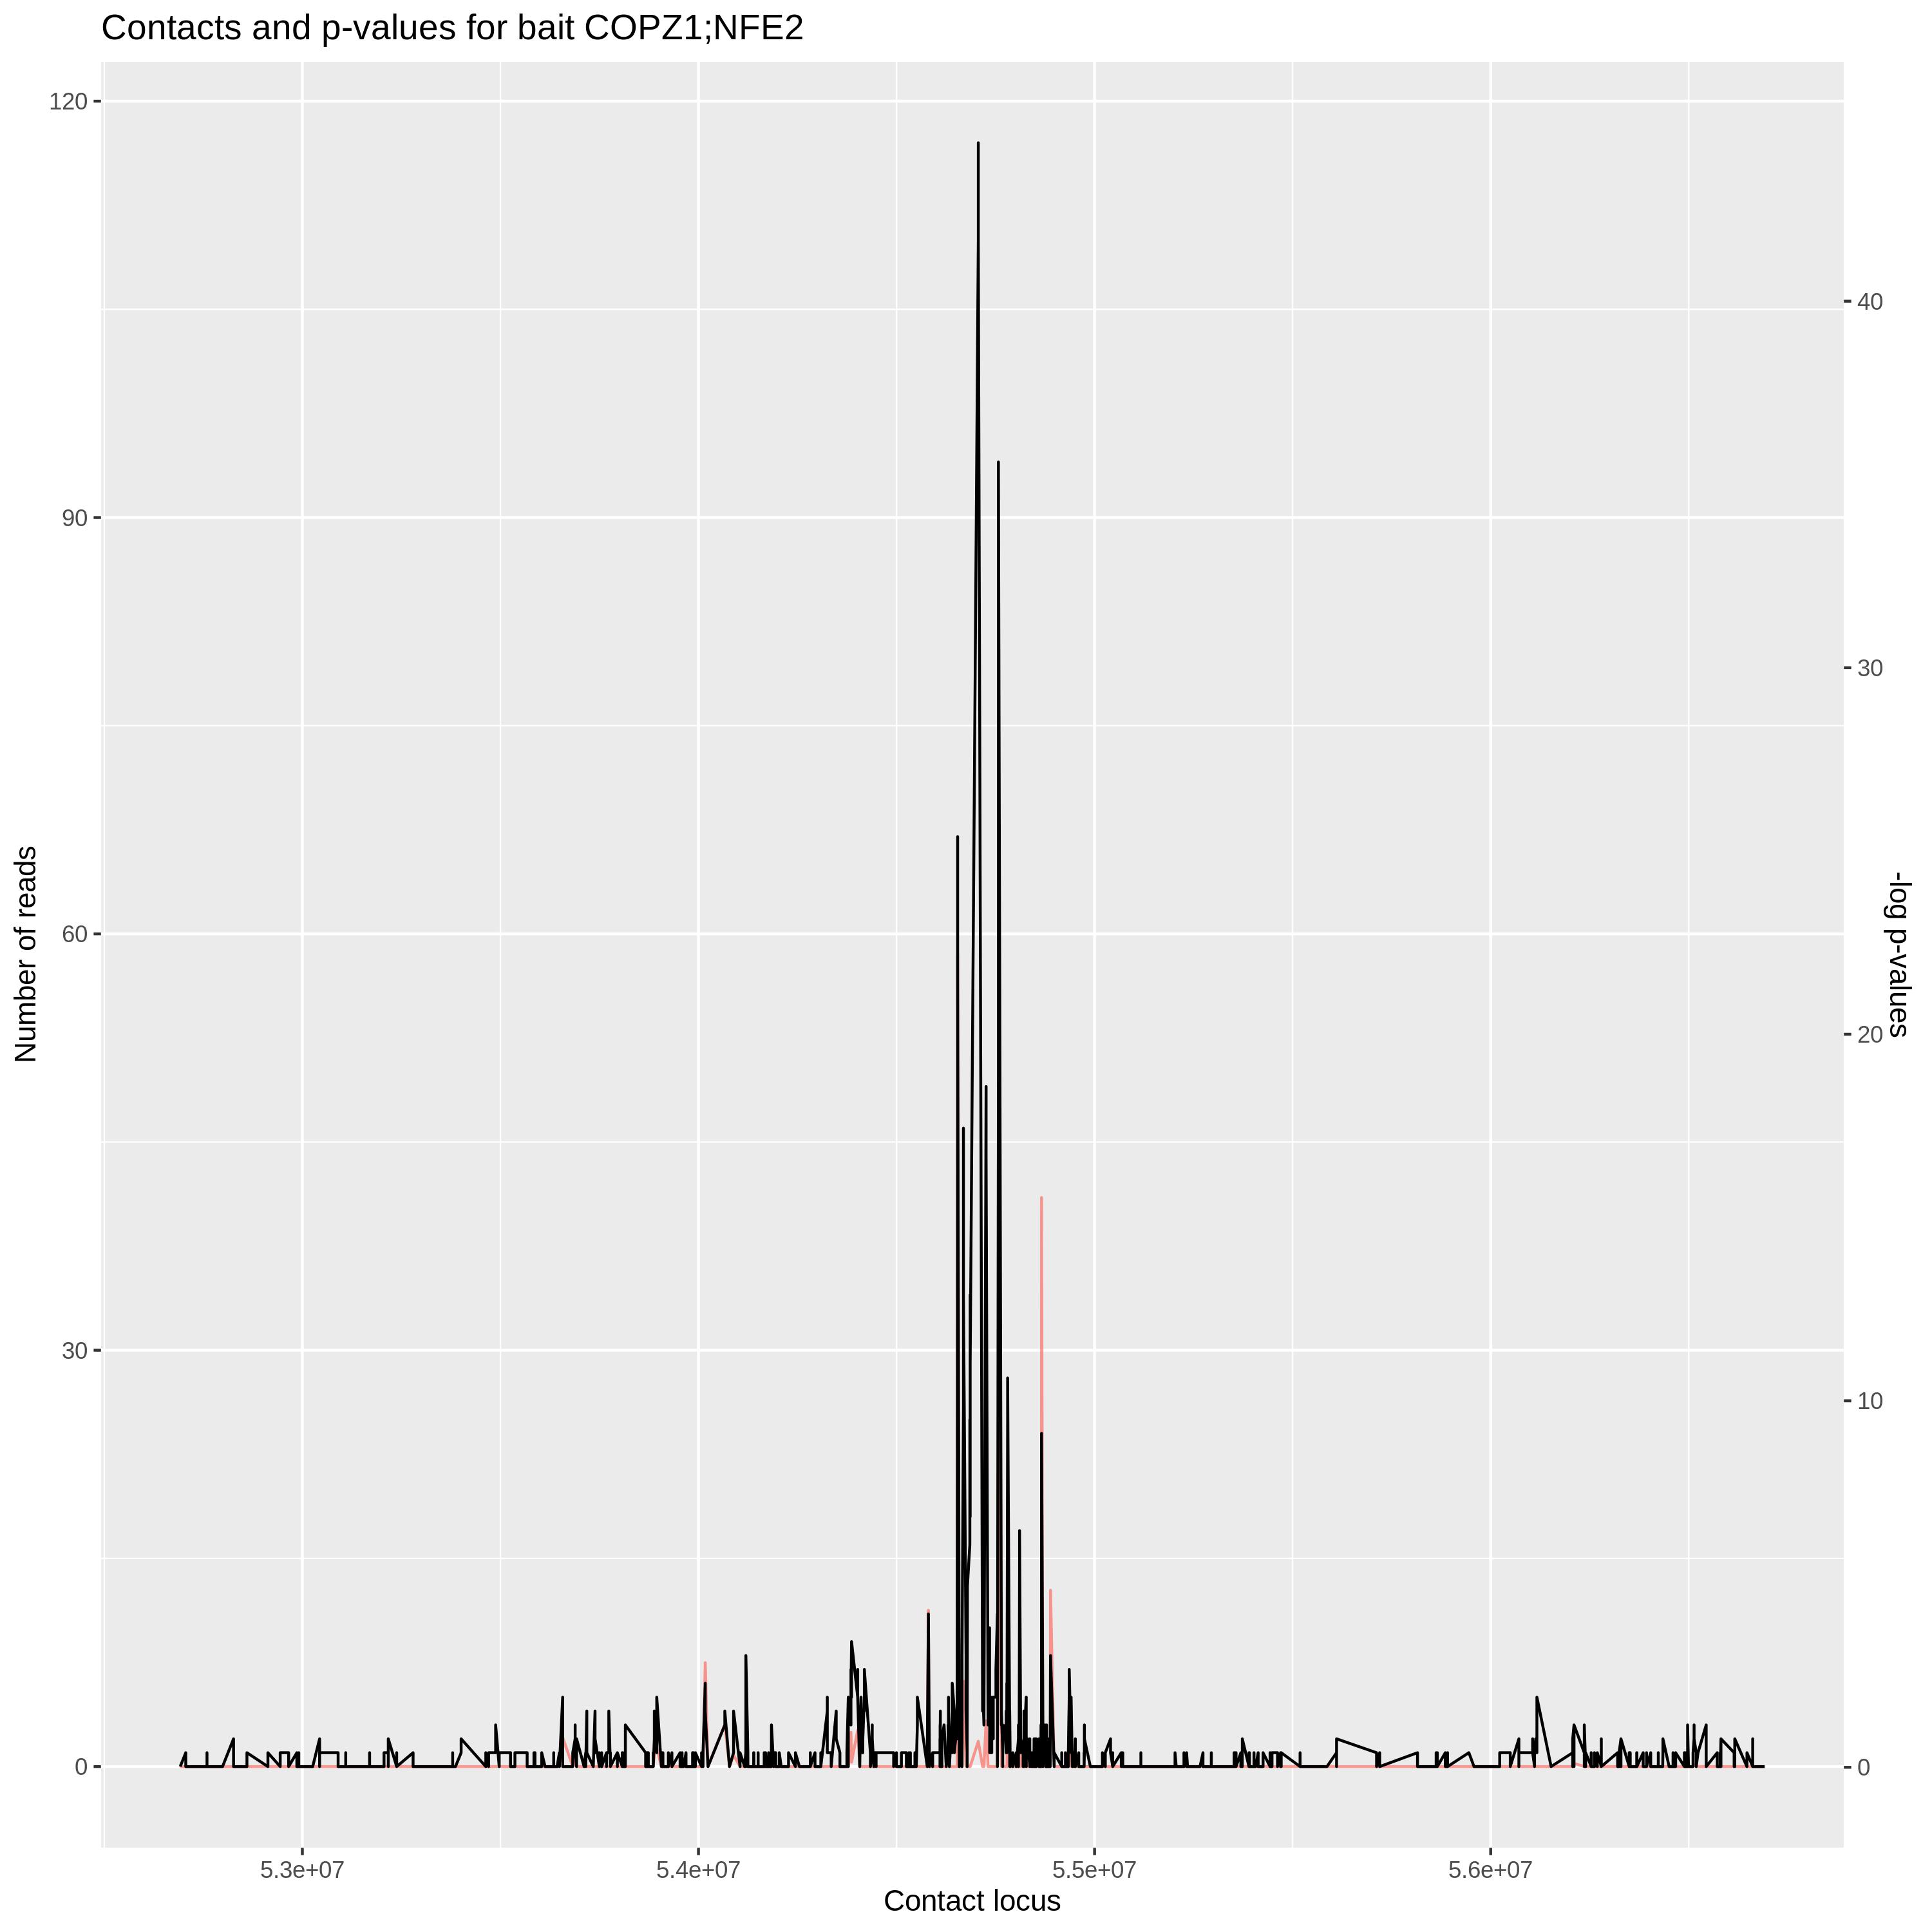 Contacts and p-values for bait COPZ1;NFE2
120
90
60
30
0
Number of reads
40
30
20
10
0
-log p-values
5.3e+07
5.4e+07
5.5e+07
5.6e+07
Contact locus